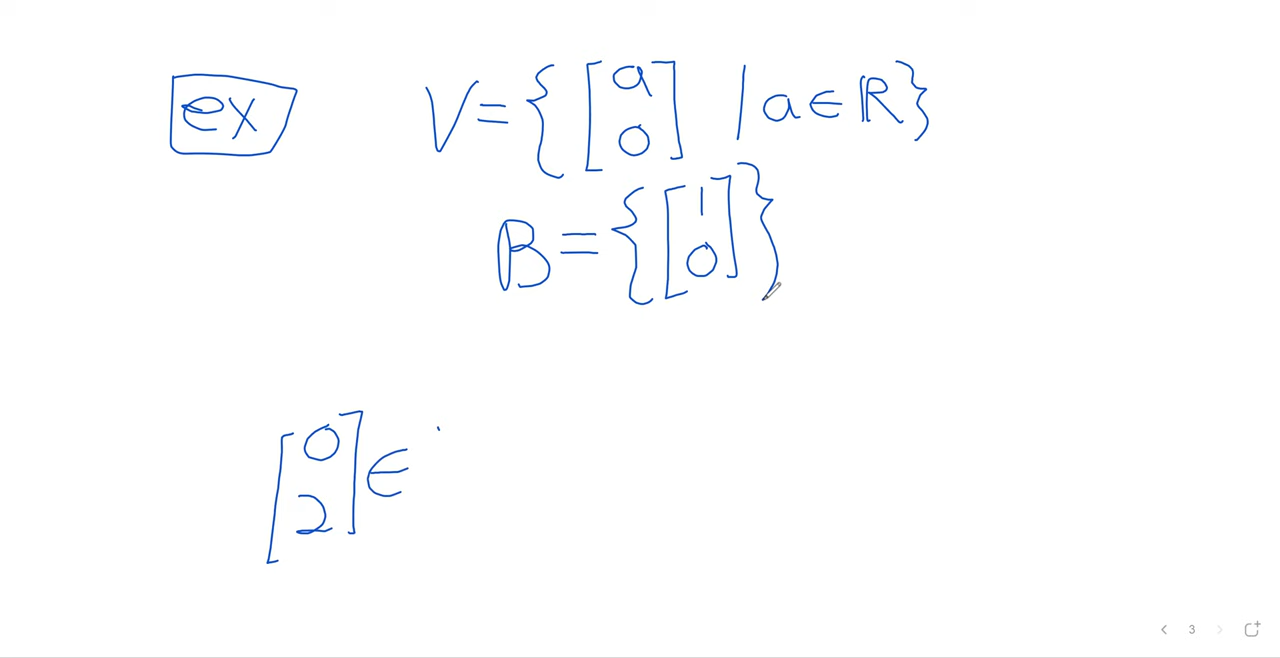 ex V = { [a 0] | a ∈ ℝ }
B = { [1 0] }
[0 2] ∈
3